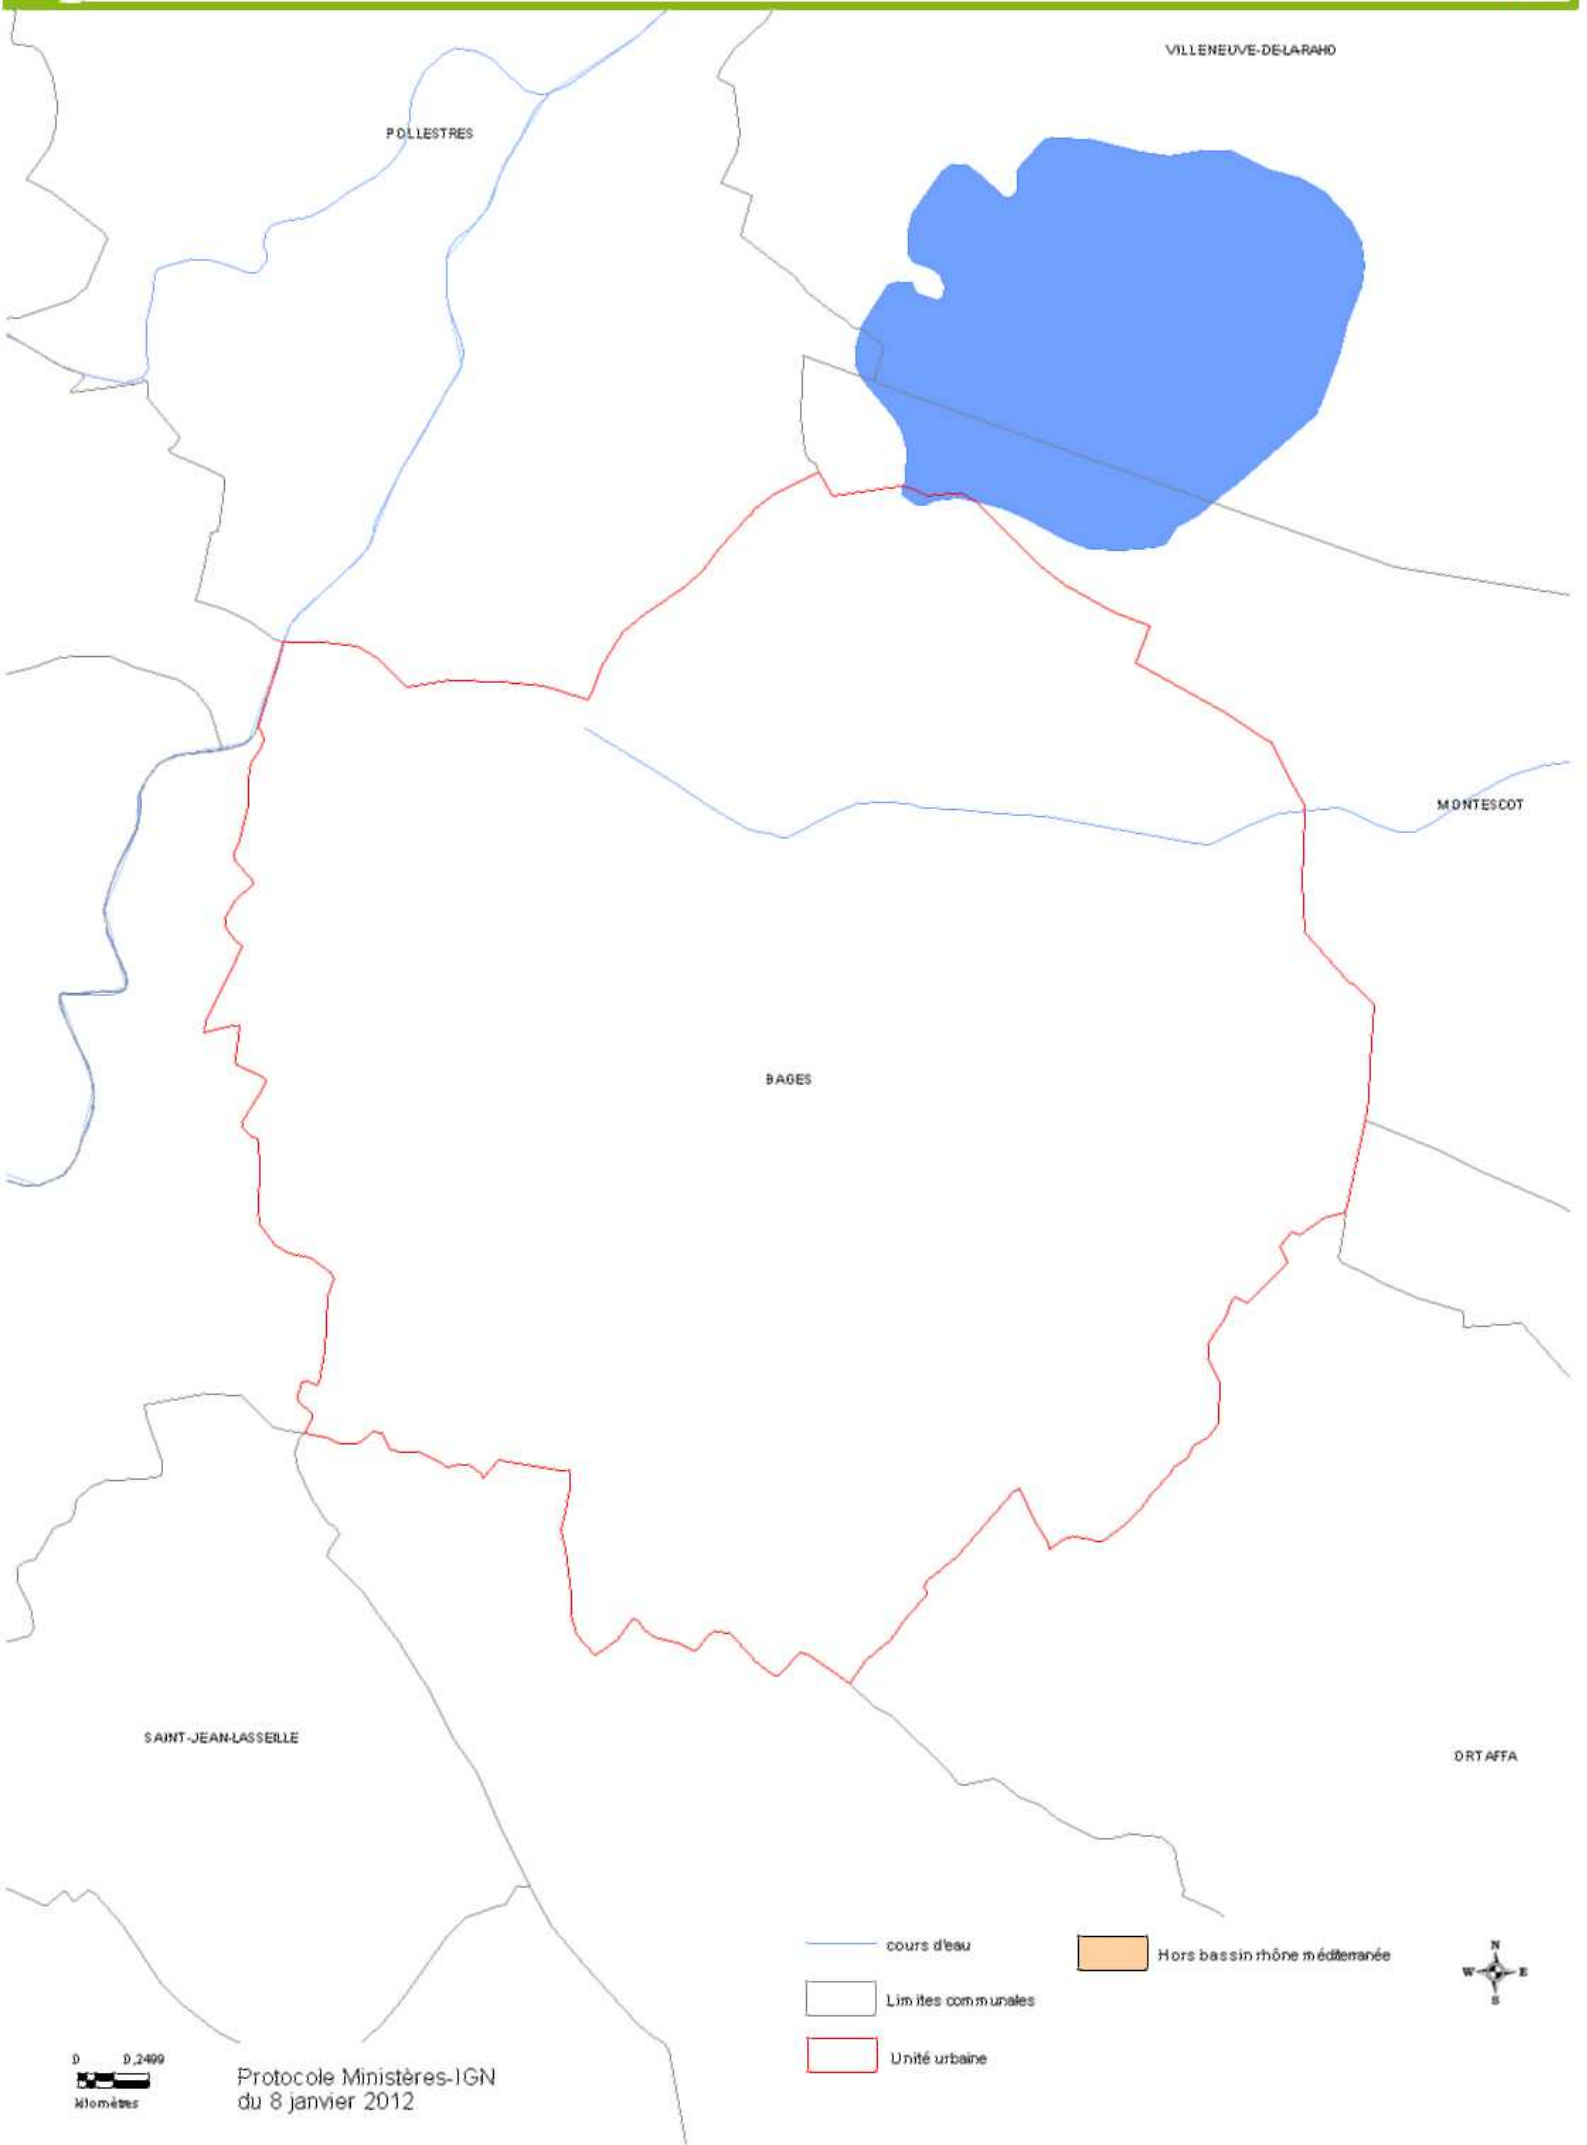 VILLENEUVE-DE-LA-RAHO
POLLESTRES
MONTESCOT
BAGES
SAINT-JEAN-LASSEILLE
ORTAFFA
cours d'eau
Hors bassin rhône méditerranée
Limites communales
Unité urbaine
N
W E
S
0 0,2499
kilomètres
Protocole Ministères-IGN
du 8 janvier 2012